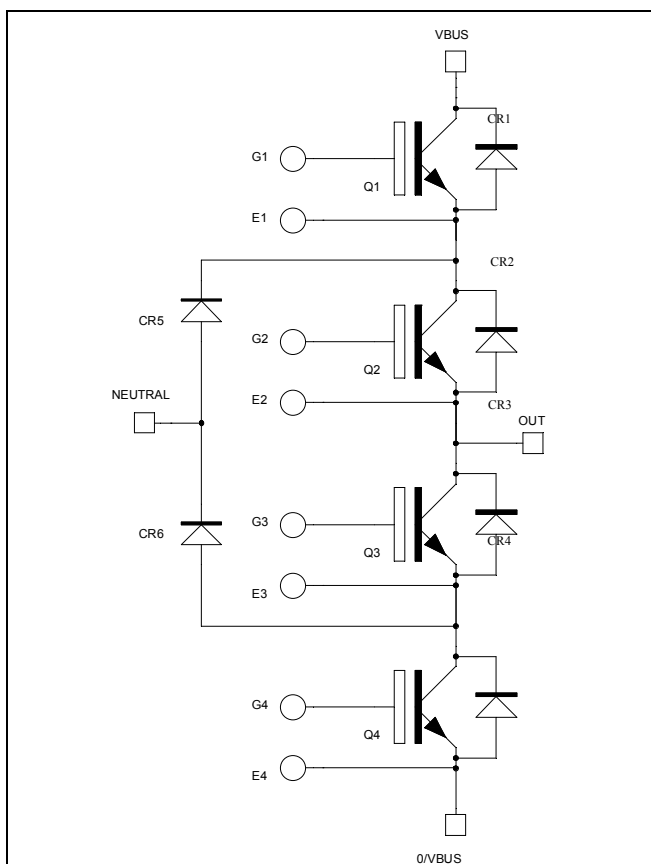 VBUS
CR1
G1
Q1
E1
CR2
CR5
G2
Q2
NEUTRAL
E2
CR3
OUT
G3
CR6
Q3
CR4
E3
G4
Q4
E4
0/VBUS